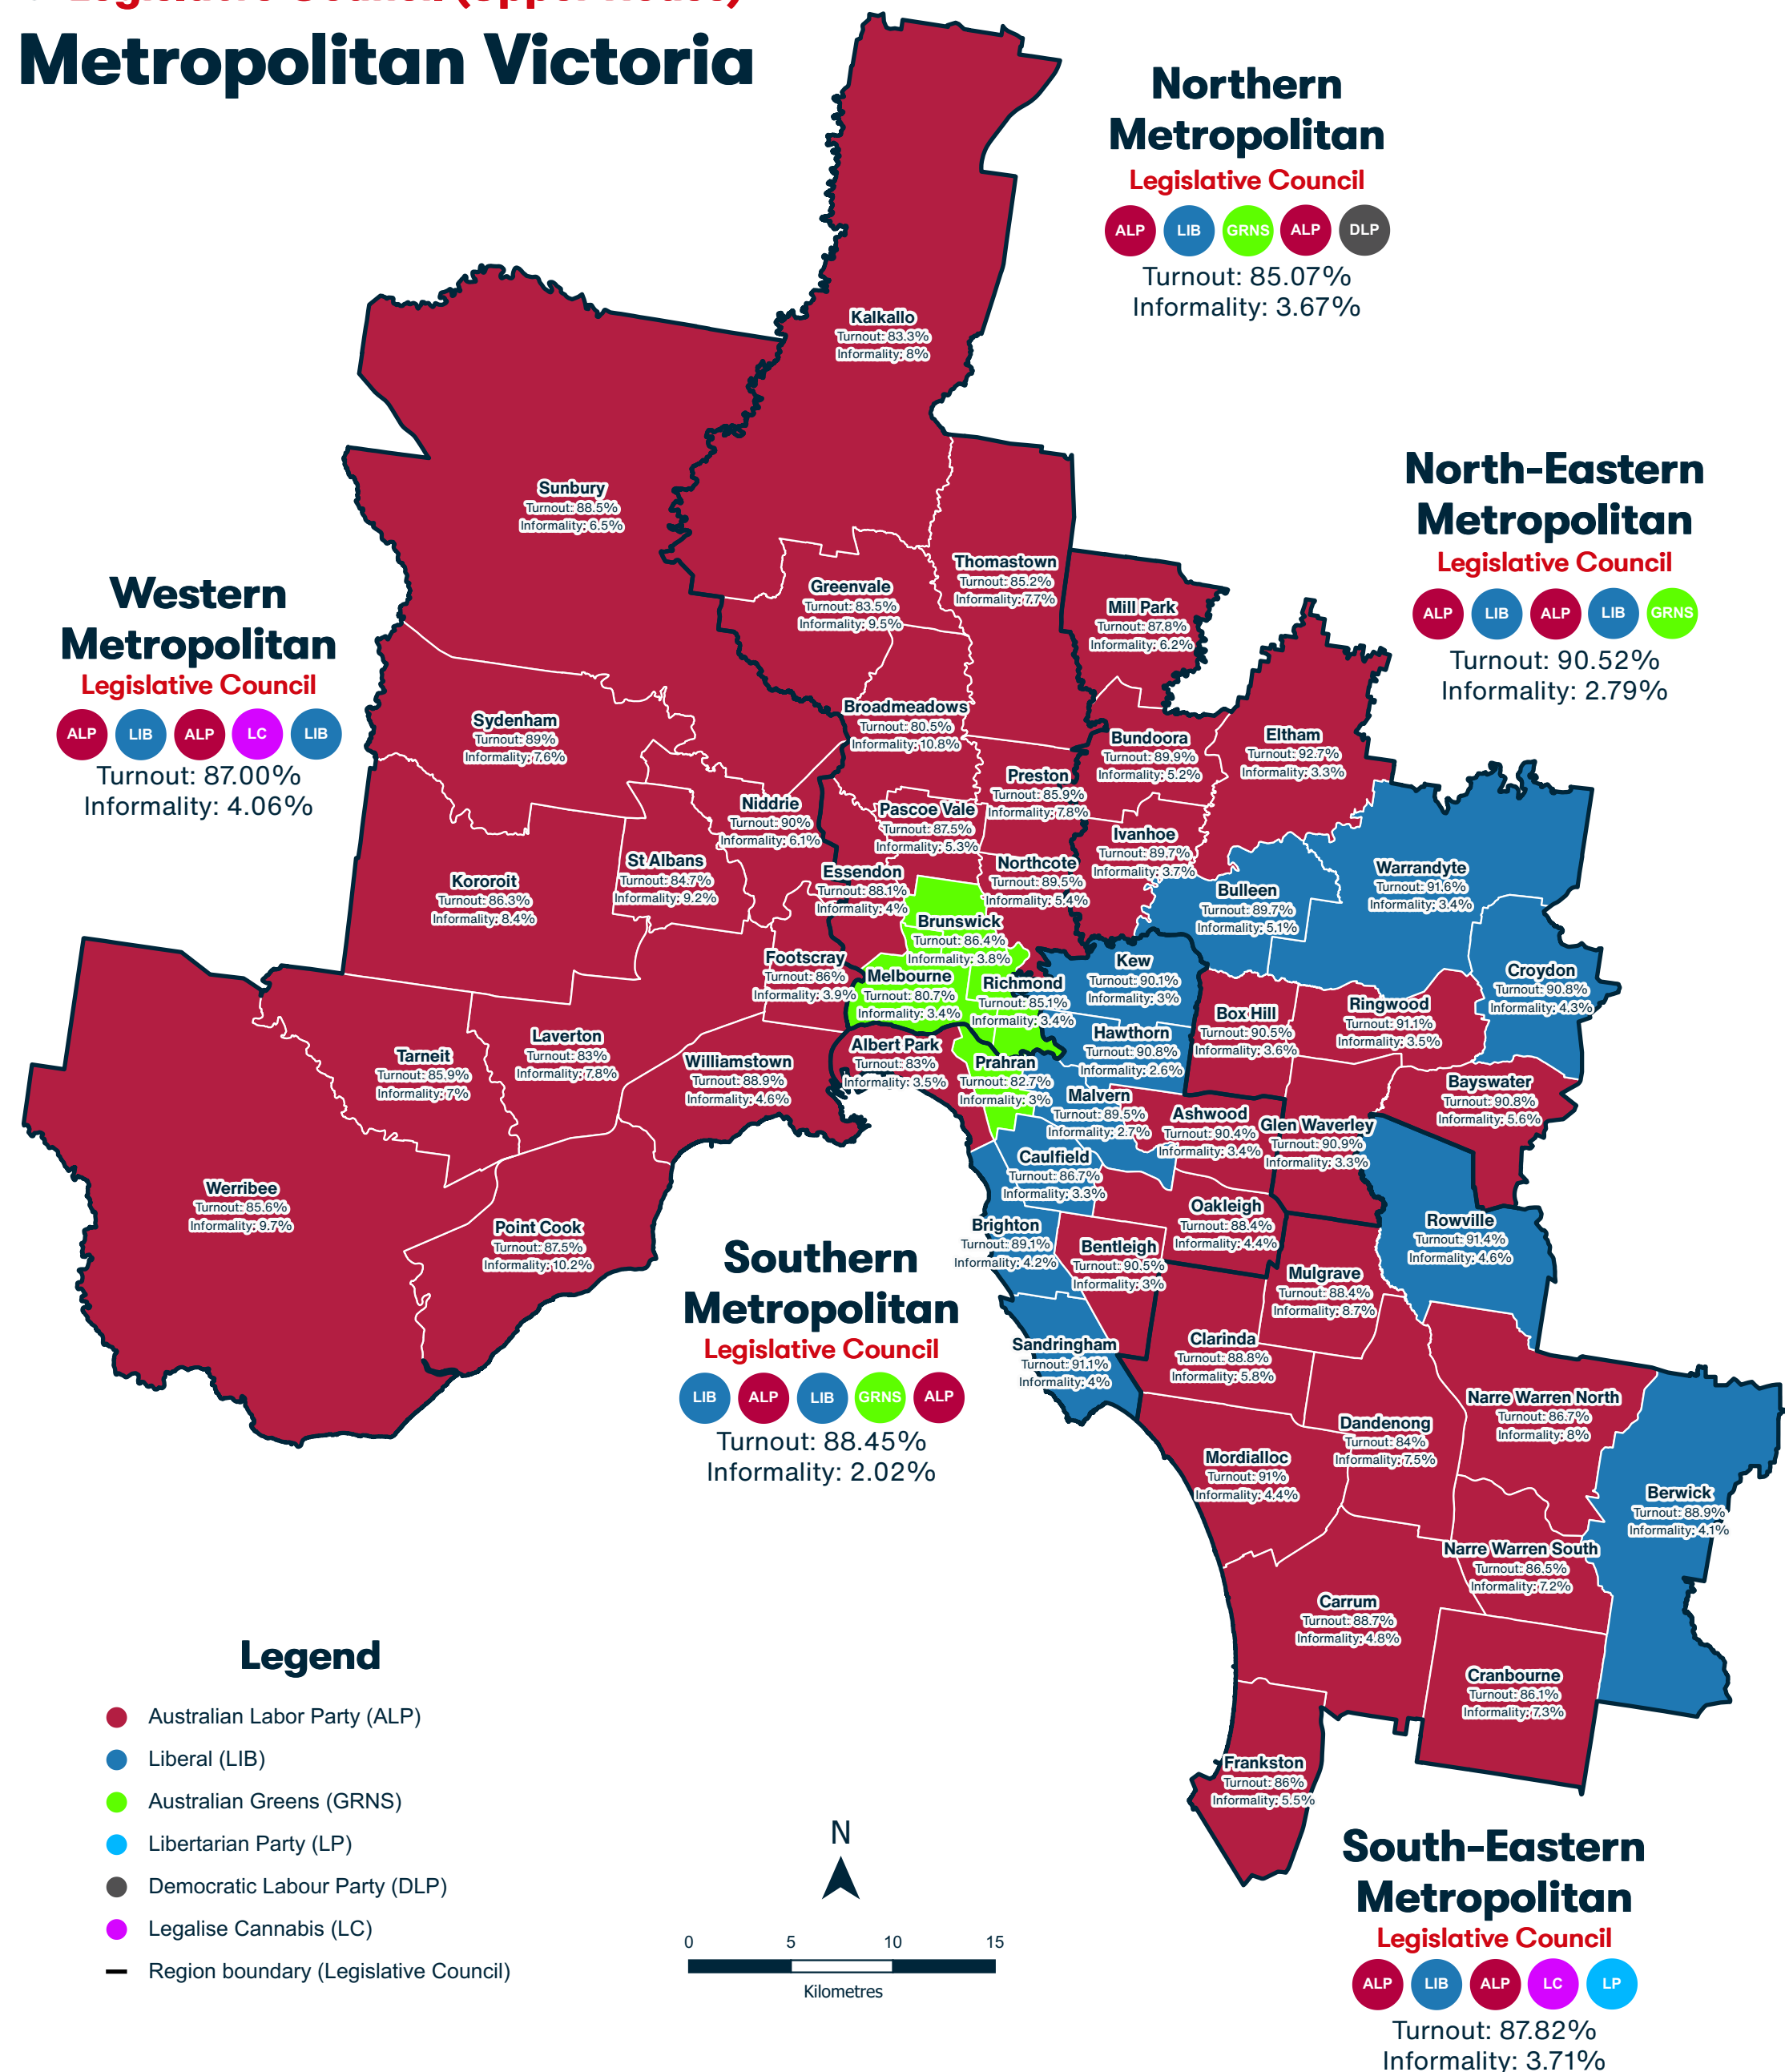 Legislative Council (Upper House)
Metropolitan Victoria
Northern
Metropolitan
Legislative Council
ALP LIB GRNS ALP DLP
Turnout: 85.07%
Informality: 3.67%
Kalkallo
Turnout: 83.3%
Informality: 8%
North-Eastern
Metropolitan
Legislative Council
ALP LIB ALP LIB GRNS
Turnout: 90.52%
Informality: 2.79%
Sunbury
Turnout: 88.5%
Informality: 6.5%
Western
Metropolitan
Legislative Council
ALP LIB ALP LC LIB
Turnout: 87.00%
Informality: 4.06%
Thomastown
Turnout: 85.2%
Informality: 7.7%
Greenvale
Turnout: 83.5%
Informality: 9.5%
Mill Park
Turnout: 87.8%
Informality: 6.2%
Broadmeadows
Turnout: 80.5%
Informality: 10.8%
Sydenham
Turnout: 89%
Informality: 7.6%
Bundoora
Turnout: 89.9%
Informality: 5.2%
Eltham
Turnout: 92.7%
Informality: 3.3%
Preston
Turnout: 85.9%
Informality: 7.8%
Niddrie
Turnout: 90%
Informality: 6.1%
Pascoe Vale
Turnout: 87.5%
Informality: 5.3%
Ivanhoe
Turnout: 89.7%
Informality: 3.7%
St Albans
Turnout: 84.7%
Informality: 9.2%
Essendon
Turnout: 88.1%
Informality: 4%
Northcote
Turnout: 89.5%
Informality: 5.4%
Warrandyte
Turnout: 91.6%
Informality: 3.4%
Kororoit
Turnout: 86.3%
Informality: 8.4%
Bulleen
Turnout: 89.7%
Informality: 5.1%
Brunswick
Turnout: 86.4%
Informality: 3.8%
Footscray
Turnout: 86%
Informality: 3.9%
Melbourne
Turnout: 80.7%
Informality: 3.4%
Richmond
Turnout: 85.1%
Informality: 3.4%
Kew
Turnout: 90.1%
Informality: 3%
Croydon
Turnout: 90.8%
Informality: 4.3%
Box Hill
Turnout: 90.5%
Informality: 3.6%
Ringwood
Turnout: 91.1%
Informality: 3.5%
Hawthorn
Turnout: 90.8%
Informality: 2.6%
Laverton
Turnout: 83%
Informality: 7.8%
Tarneit
Turnout: 85.9%
Informality: 7%
Williamstown
Turnout: 88.9%
Informality: 4.6%
Albert Park
Turnout: 83%
Informality: 3.5%
Prahran
Turnout: 82.7%
Informality: 3%
Malvern
Turnout: 89.5%
Informality: 2.7%
Ashwood
Turnout: 90.4%
Informality: 3.4%
Glen Waverley
Turnout: 90.9%
Informality: 3.3%
Bayswater
Turnout: 90.8%
Informality: 5.6%
Caulfield
Turnout: 86.7%
Informality: 3.3%
Werribee
Turnout: 85.6%
Informality: 9.7%
Point Cook
Turnout: 87.5%
Informality: 10.2%
Brighton
Turnout: 89.1%
Informality: 4.2%
Oakleigh
Turnout: 88.4%
Informality: 4.4%
Rowville
Turnout: 91.4%
Informality: 4.6%
Bentleigh
Turnout: 90.5%
Informality: 3%
Mulgrave
Turnout: 88.4%
Informality: 8.7%
Southern
Metropolitan
Legislative Council
LIB ALP LIB GRNS ALP
Turnout: 88.45%
Informality: 2.02%
Sandringham
Turnout: 91.1%
Informality: 4%
Clarinda
Turnout: 88.8%
Informality: 5.8%
Narre Warren North
Turnout: 86.7%
Informality: 8%
Dandenong
Turnout: 84%
Informality: 7.5%
Mordialloc
Turnout: 91%
Informality: 4.4%
Berwick
Turnout: 88.9%
Informality: 4.1%
Narre Warren South
Turnout: 86.5%
Informality: 7.2%
Carrum
Turnout: 88.7%
Informality: 4.8%
Cranbourne
Turnout: 86.1%
Informality: 7.3%
Frankston
Turnout: 86%
Informality: 5.5%
Legend
Australian Labor Party (ALP)
Liberal (LIB)
Australian Greens (GRNS)
Libertarian Party (LP)
Democratic Labour Party (DLP)
Legalise Cannabis (LC)
Region boundary (Legislative Council)
N
0 5 10 15
Kilometres
South-Eastern
Metropolitan
Legislative Council
ALP LIB ALP LC LP
Turnout: 87.82%
Informality: 3.71%